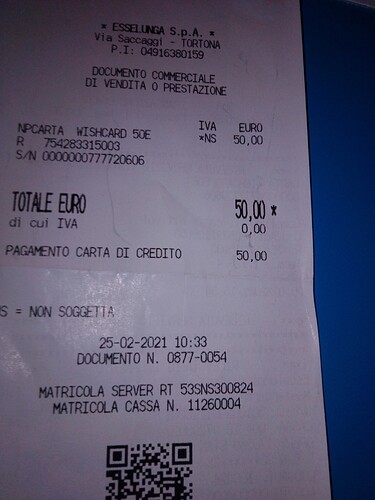 * ESSELUNGA S.p.A. *
Via Saccaggi - TORTONA
P.I: 04916380159
DOCUMENTO COMMERCIALE
DI VENDITA O PRESTAZIONE
IVA EURO
NPCARTA WISHCARD 50E *NS 50,00
R 754283315003
S/N 0000000777720606
TOTALE EURO 50,00 *
di cui IVA 0,00
PAGAMENTO CARTA DI CREDITO 50,00
S = NON SOGGETTA
25-02-2021 10:33
DOCUMENTO N. 0877-0054
MATRICOLA SERVER RT 53SNS300824
MATRICOLA CASSA N. 11260004